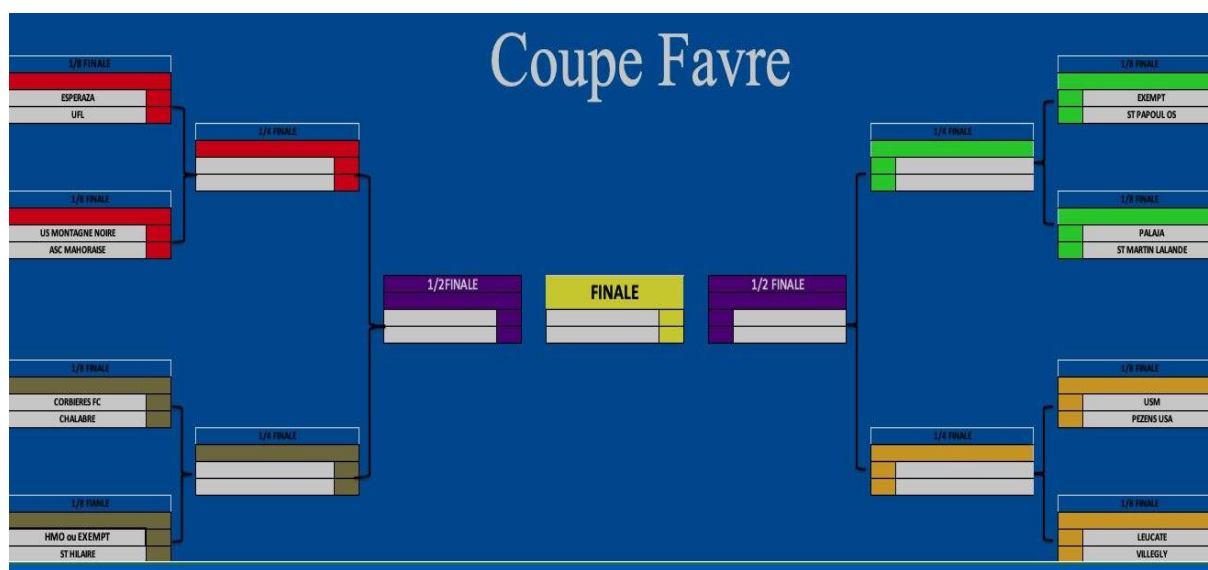 Coupe Favre
1/8 FINALE
ESPERAZA
UFL
1/8 FINALE
US MONTAGNE NOIRE
ASC MAHORAISE
1/4 FINALE
1/8 FINALE
CORBIERES FC
CHALABRE
1/8 FIANLE
HMO ou EXEMPT
ST HILAIRE
1/4 FINALE
1/2FINALE
FINALE
1/2 FINALE
1/4 FINALE
1/8 FINALE
EXEMPT
ST PAPOUL OS
1/8 FINALE
PALAJA
ST MARTIN LALANDE
1/4 FINALE
1/8 FINALE
USM
PEZENS USA
1/8 FINALE
LEUCATE
VILLEGLY